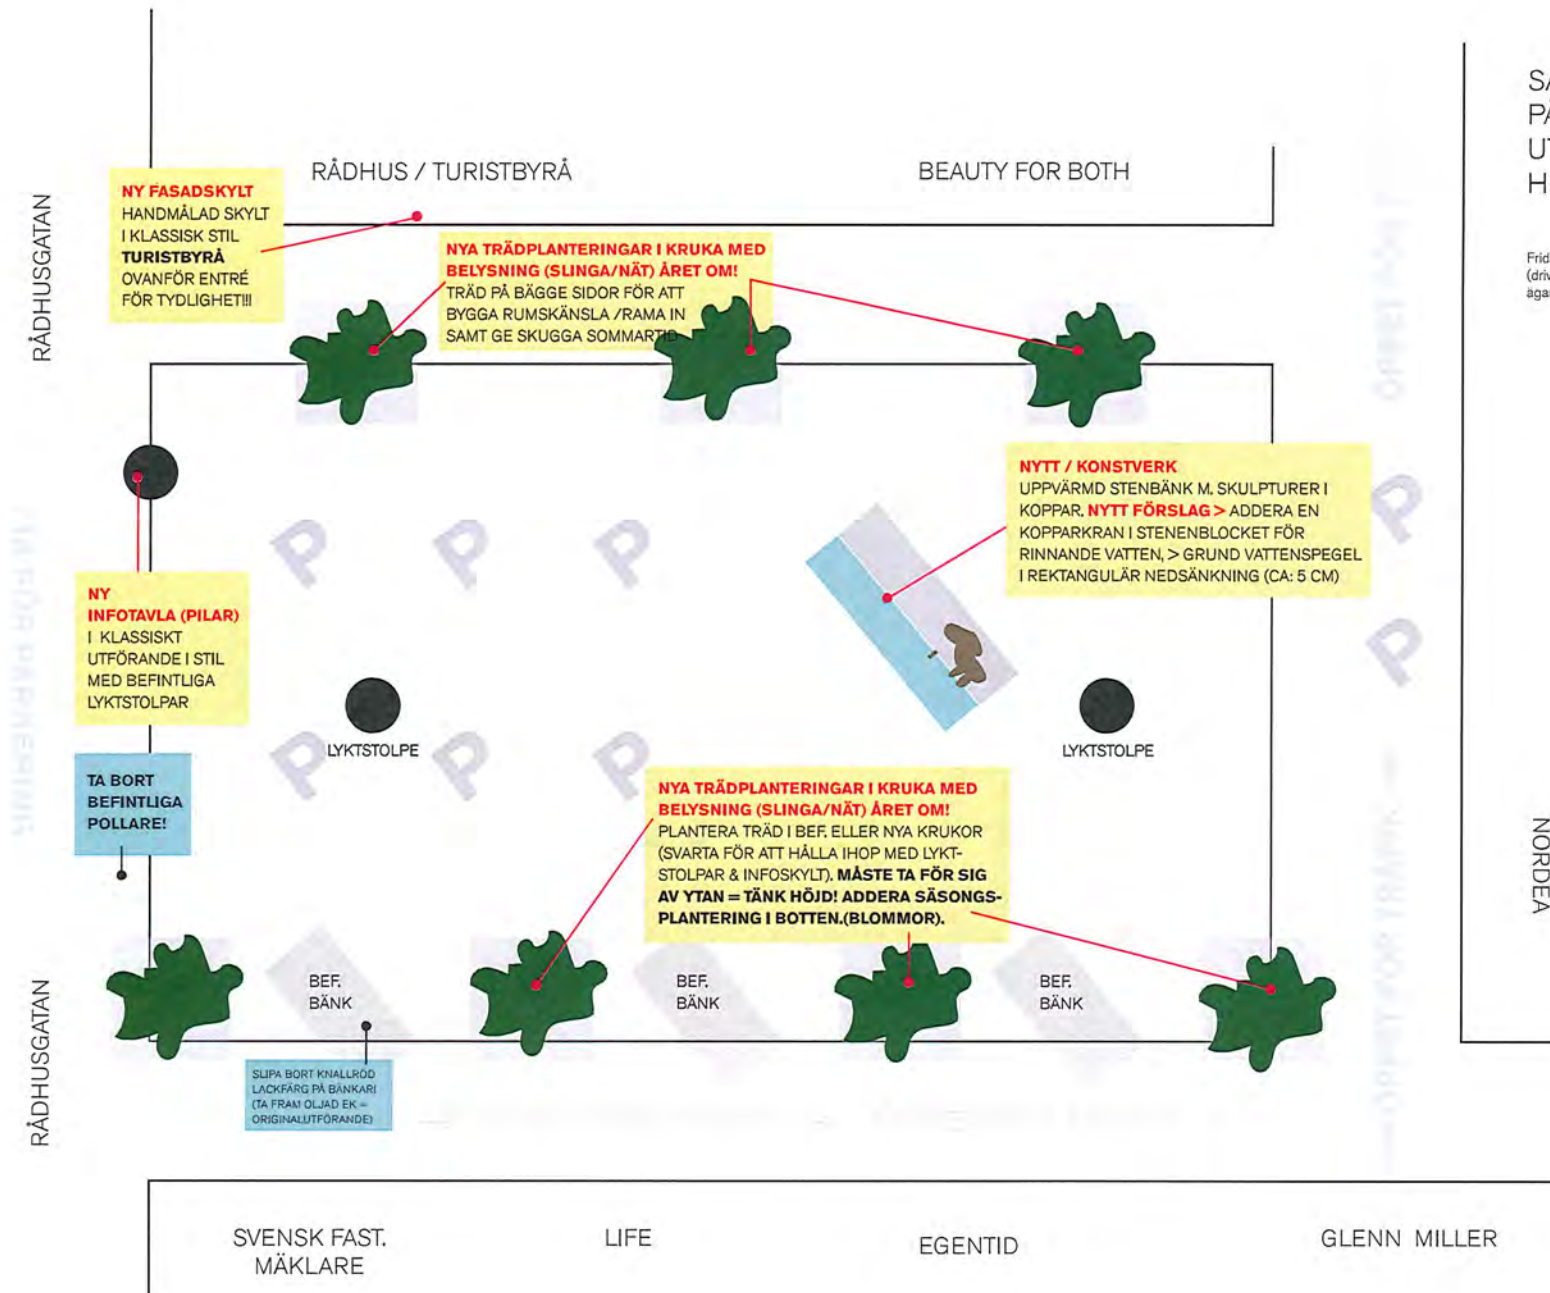 RÅDHUSGATAN
NY FASADSKYLT
HANDMÅLAD SKYLT
I KLASSISK STIL
TURISTBYRÅ
OVANFÖR ENTRÉ
FÖR TYDLIGHET!!!
RÅDHUS / TURISTBYRÅ
BEAUTY FOR BOTH
NYA TRÄDPLANTERINGAR I KRUKA MED
BELYSNING (SLINGA/NÄT) ÅRET OM!
TRÄD PÅ BÄGGE SIDOR FÖR ATT
BYGGA RUMSKÄNSLA /RAMA IN
SAMT GE SKUGGA SOMMARTID
NYTT / KONSTVERK
UPPVÄRMD STENBÄNK M. SKULPTURER I
KOPPAR. NYTT FÖRSLAG > ADDERA EN
KOPPARKRAN I STENENBLOCKET FÖR
RINNANDE VATTEN, > GRUND VATTENSPEGEL
I REKTANGULÄR NEDSÄNKNING (CA: 5 CM)
P P P
P
P
P P P
NY
INFOTAVLA (PILAR)
I KLASSISKT
UTFÖRANDE I STIL
MED BEFINTLIGA
LYKTSTOLPAR
LYKTSTOLPE
LYKTSTOLPE
TA BORT
BEFINTLIGA
POLLARE!
NYA TRÄDPLANTERINGAR I KRUKA MED
BELYSNING (SLINGA/NÄT) ÅRET OM!
PLANTERA TRÄD I BEF. ELLER NYA KRUKOR
(SVARTA FÖR ATT HÅLLA IHOP MED LYKT-
STOLPAR & INFOSKYLT). MÅSTE TA FÖR SIG
AV YTAN = TÄNK HÖJD! ADDERA SÄSONGS-
PLANTERING I BOTTEN.(BLOMMOR).
BEF.
BÄNK
BEF.
BÄNK
BEF.
BÄNK
SLIPA BORT KNALLRÖD
LACKFÄRG PÅ BÄNKAR!
(TA FRAM OLJAD EK =
ORIGINALUTFÖRANDE)
RÅDHUSGATAN
NORDEA
SVENSK FAST.
MÄKLARE
LIFE
EGENTID
GLENN MILLER